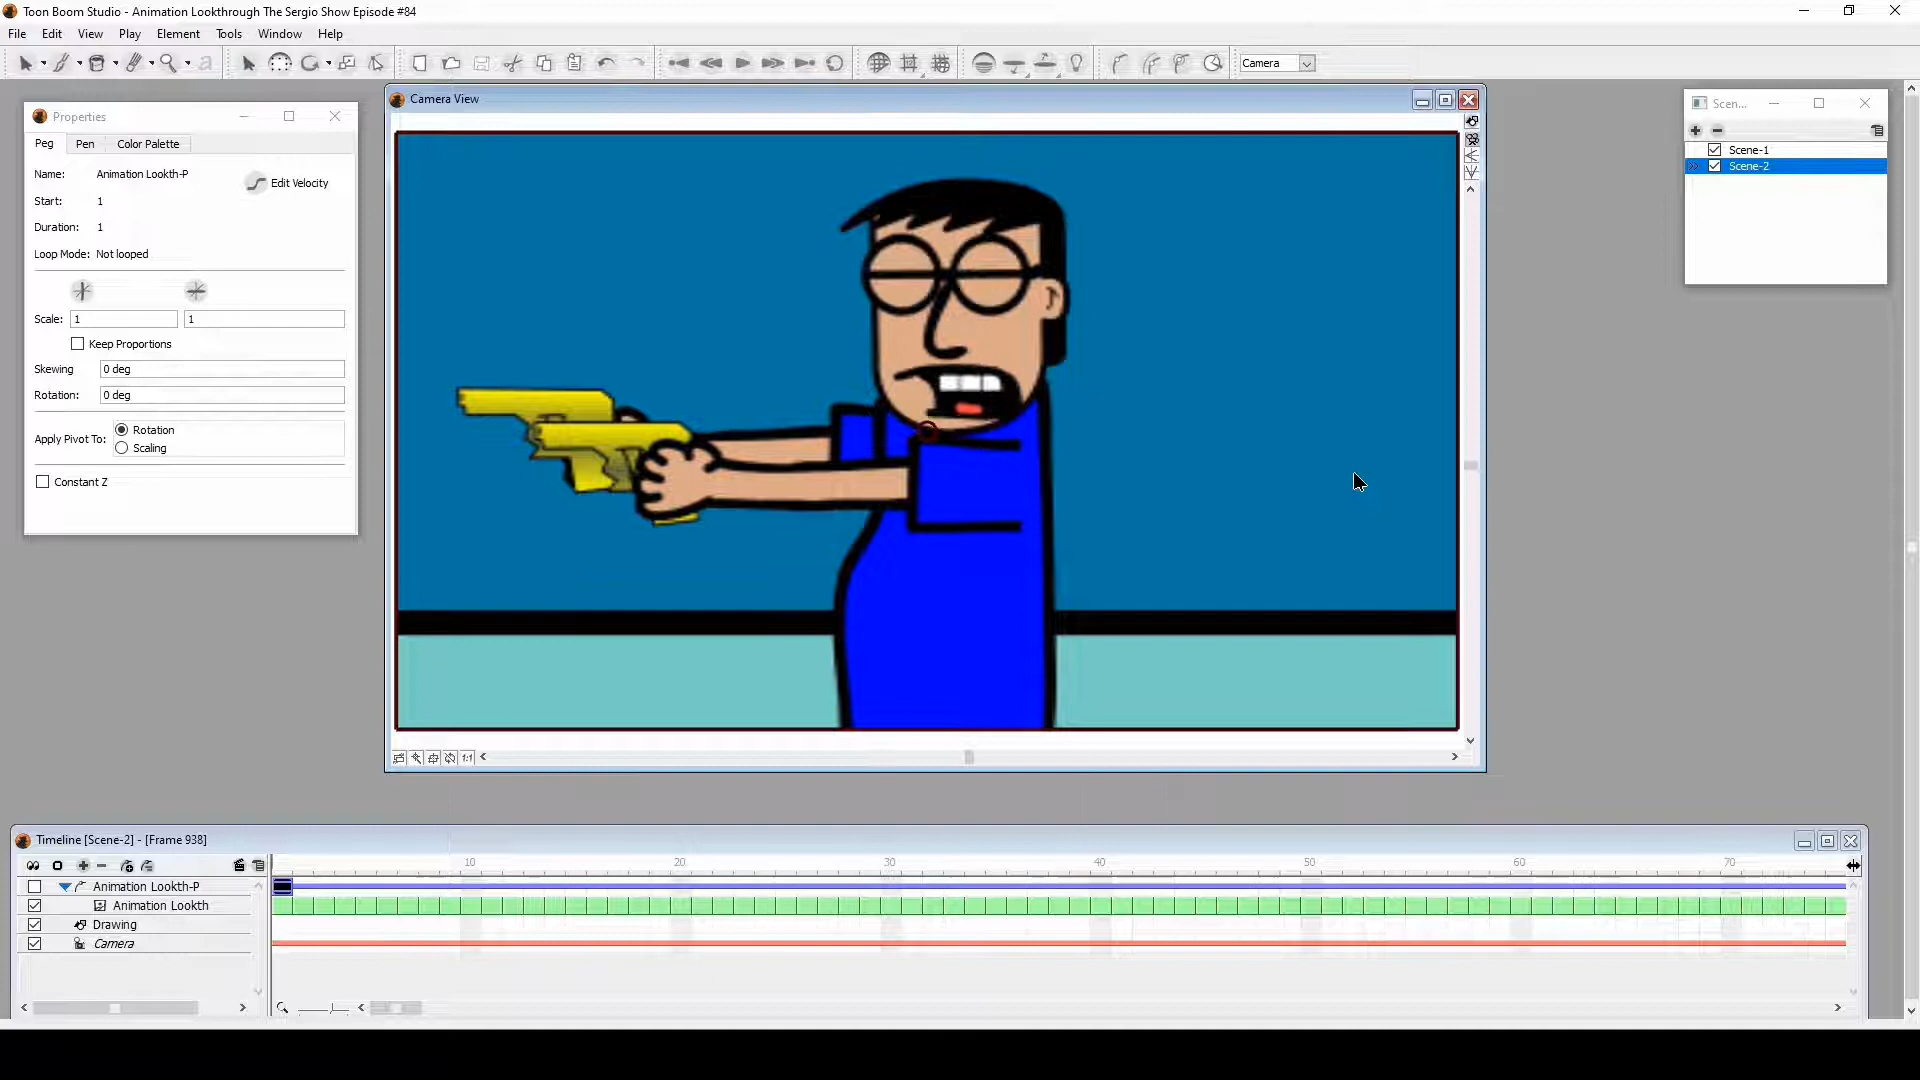 Toon Boom Studio - Animation Lookthrough The Sergio Show Episode #84
File Edit View Play Element Tools Window Help
Camera
Properties
Peg Pen Color Palette
Name: Animation Lookth-P
Edit Velocity
Start: 1
Duration: 1
Loop Mode: Not looped
Scale: 1 1
Keep Proportions
Skewing 0 deg
Rotation: 0 deg
Apply Pivot To: Rotation
Scaling
Constant Z
Camera View
1:1
Scen...
Scene-1
Scene-2
Timeline [Scene-2] - [Frame 938]
10 20 30 40 50 60 70
Animation Lookth-P
Animation Lookth
Drawing
Camera